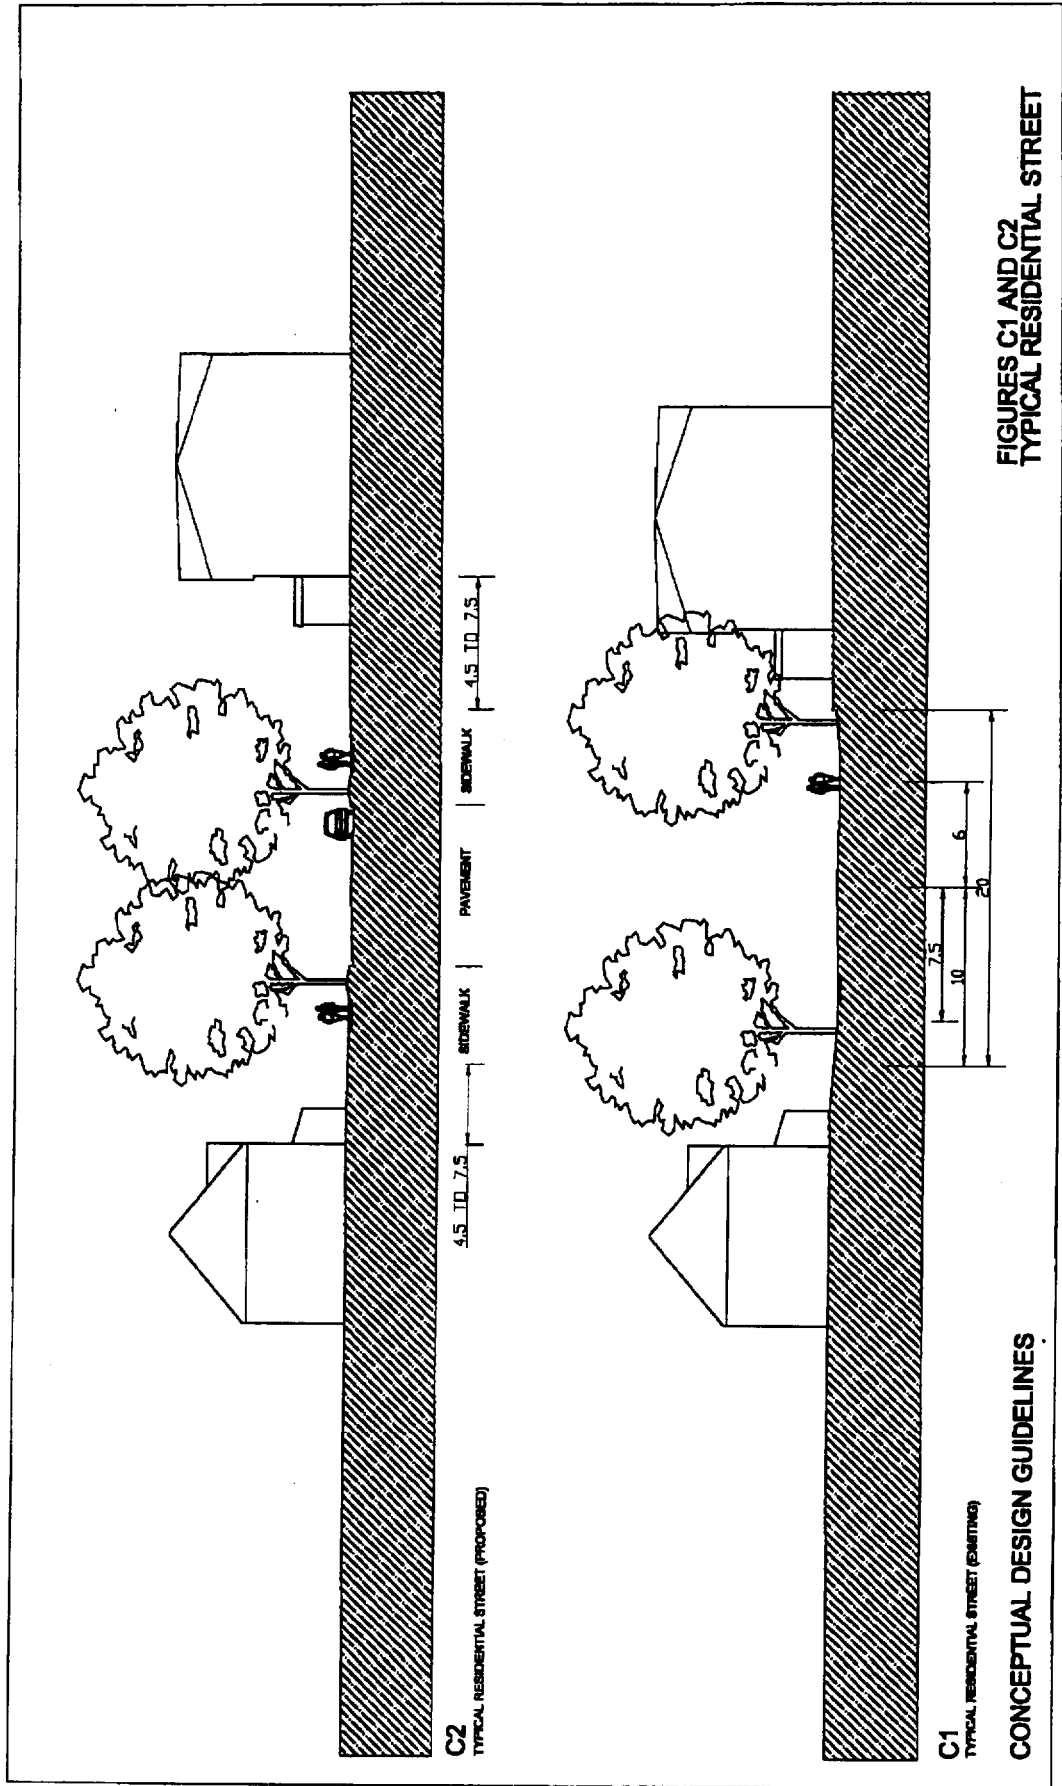 C2
TYPICAL RESIDENTIAL STREET (PROPOSED)
4.5 TO 7.5
SIDEWALK
PAVEMENT
SIDEWALK
4.5 TO 7.5
C1
TYPICAL RESIDENTIAL STREET (EXISTING)
7.5
10
6
20
CONCEPTUAL DESIGN GUIDELINES
FIGURES C1 AND C2
TYPICAL RESIDENTIAL STREET